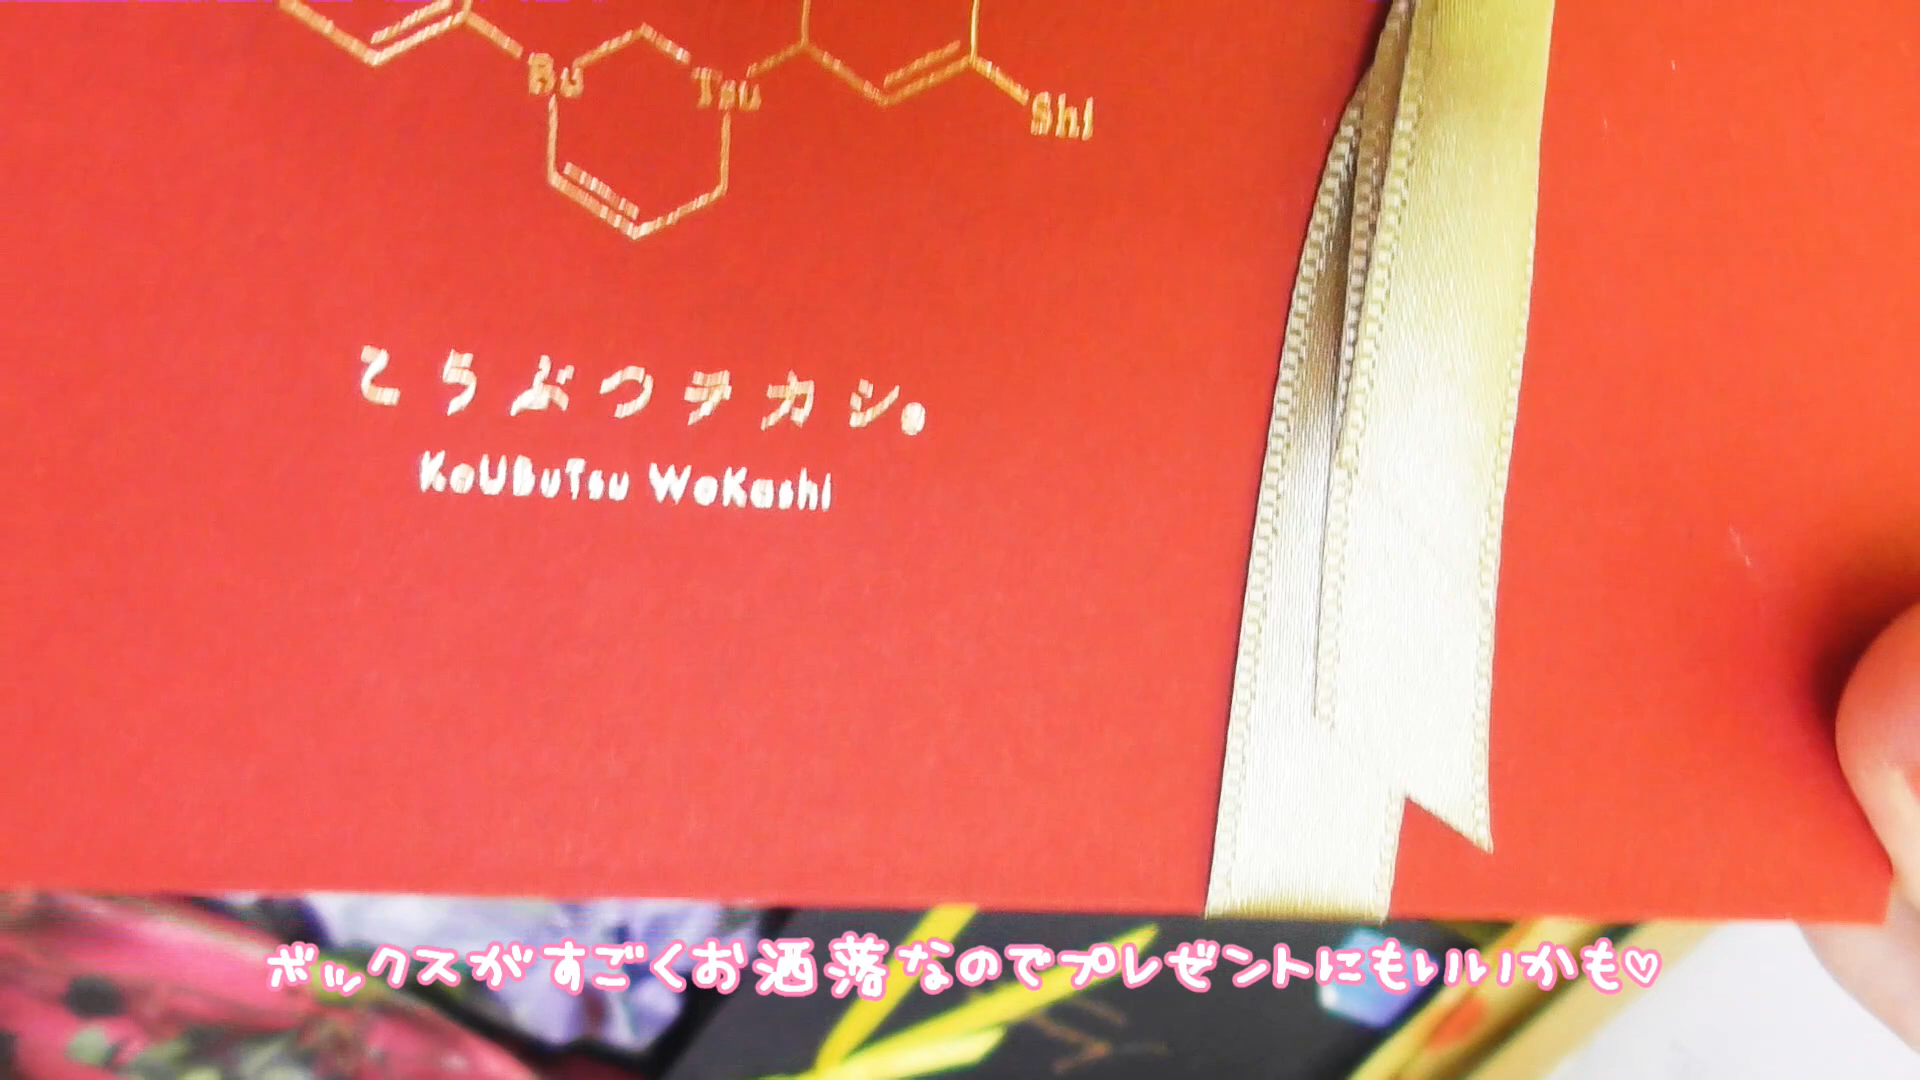 Bu
Tsu
Shi
こうぶつヲカシ。
KoUBuTsu WoKashi
ボックスがすごくお洒落なのでプレゼントにもいいかも♡